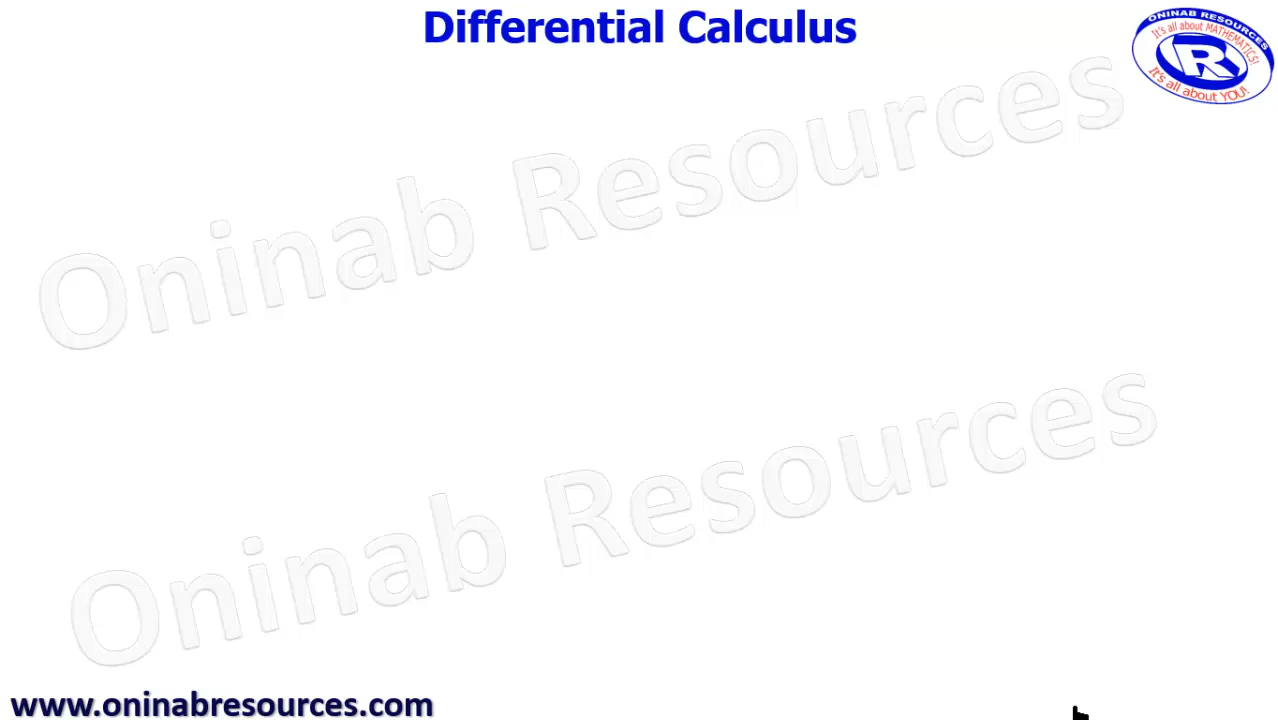 Differential Calculus
ONINAB RESOURCES
It's all about MATHEMATICS!
R
It's all about YOU!
Oninab Resources
Oninab Resources
www.oninabresources.com